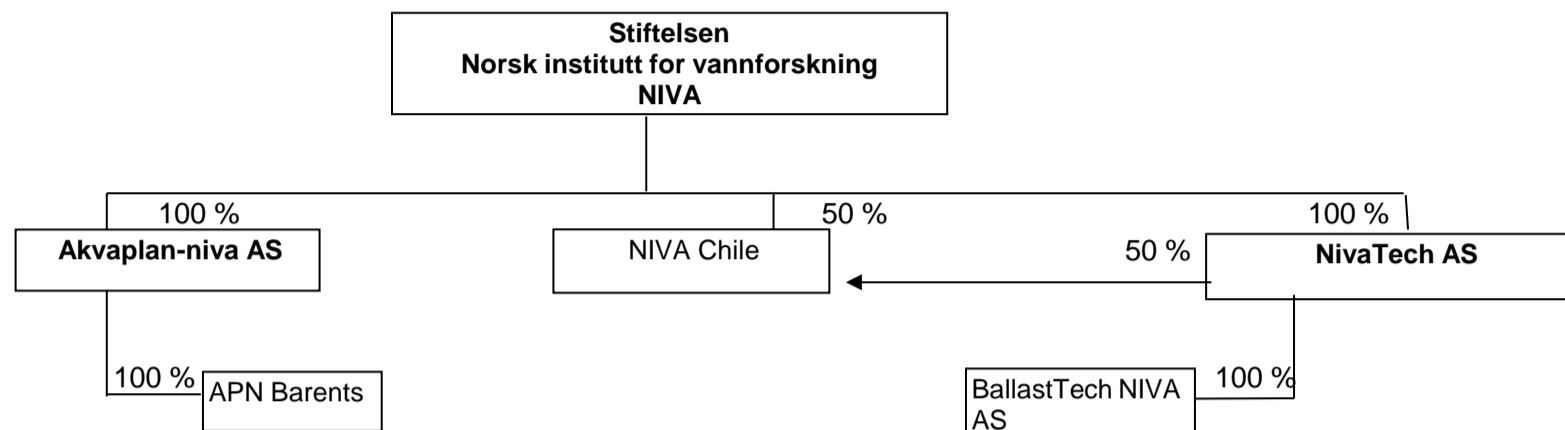 Stiftelsen
Norsk institutt for vannforskning
NIVA
100 %
50 %
100 %
Akvaplan-niva AS
NIVA Chile
50 %
NivaTech AS
100 %
APN Barents
BallastTech NIVA
AS
100 %